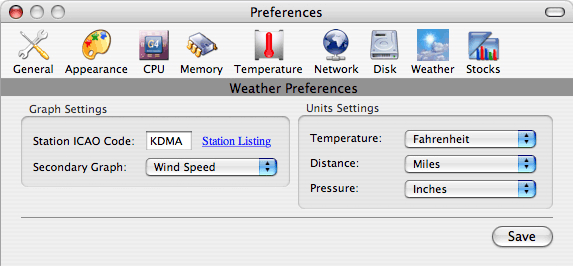 Preferences
G4
General Appearance CPU Memory Temperature Network Disk Weather Stocks
Weather Preferences
Graph Settings
Station ICAO Code: KDMA Station Listing
Secondary Graph: Wind Speed
Units Settings
Temperature: Fahrenheit
Distance: Miles
Pressure: Inches
Save